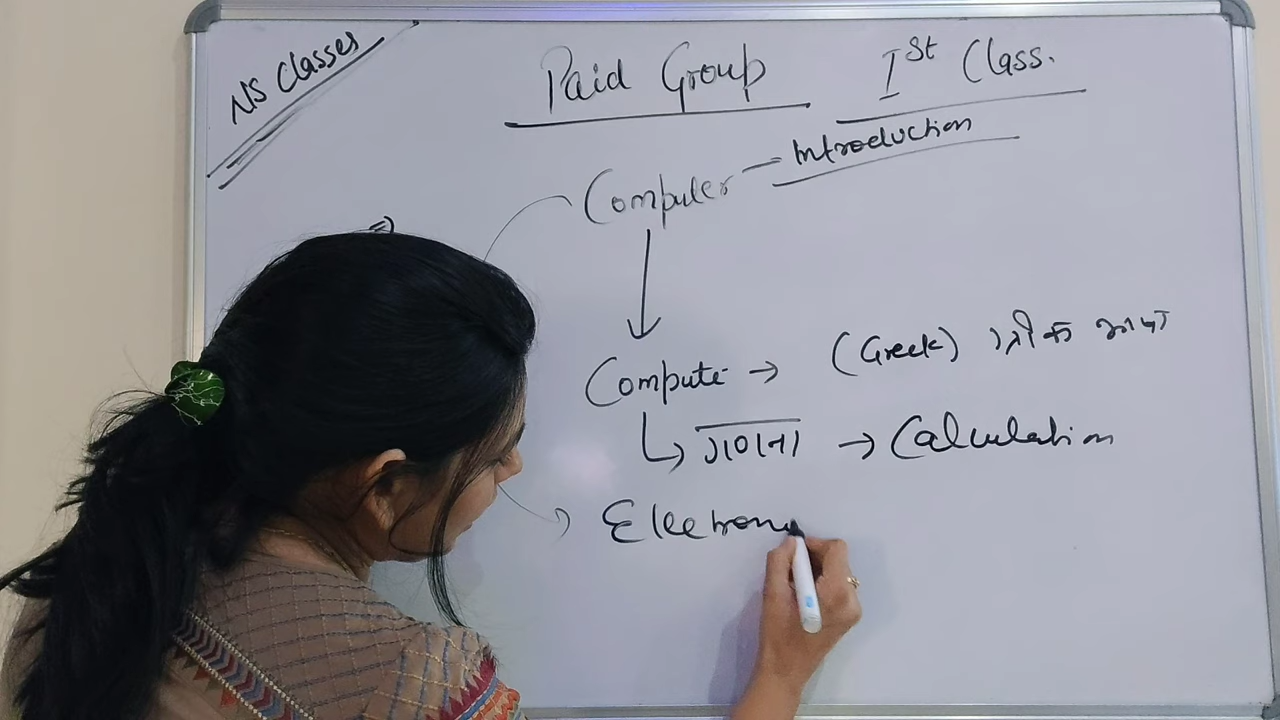 NS Classes
Paid Group Ist Class.
Computer – Introduction
Compute → (Greek) ग्रीक भाषा
↳ गणना → Calculation
Electron